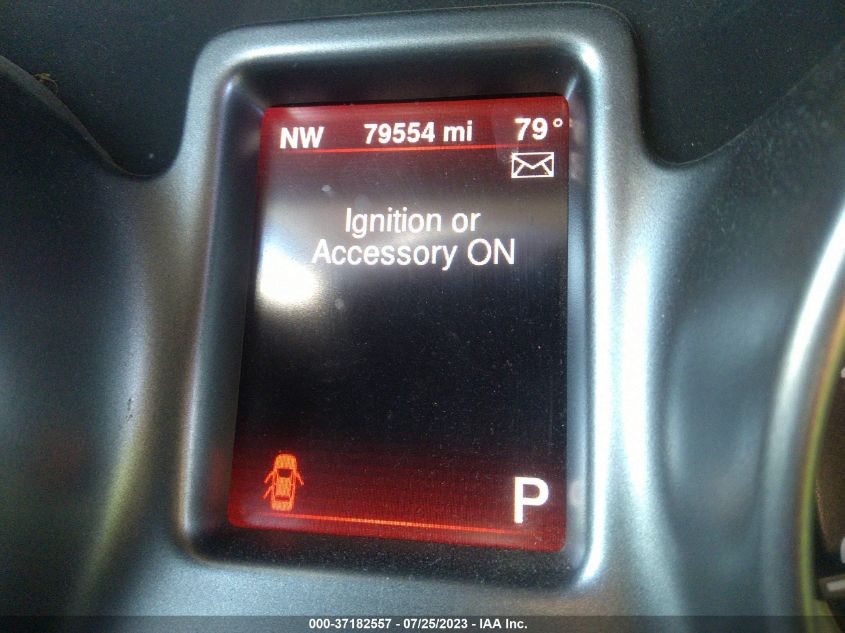 NW 79554 mi 79°
Ignition or
Accessory ON
P
000-37182557 - 07/25/2023 - IAA Inc.